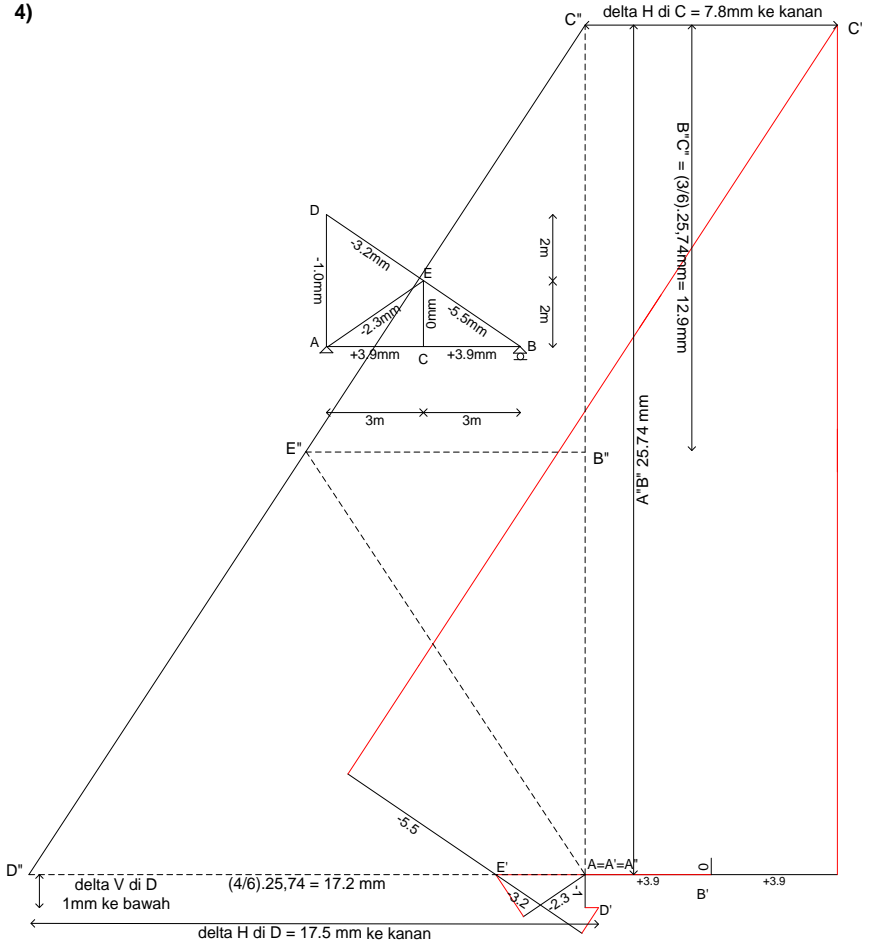 4)
delta H di C = 7.8mm ke kanan
C"
C'
B"C" = (3/6).25,74mm= 12.9mm
A"B" 25.74 mm
D
-3.2mm
E
-1.0mm
-2.3mm
0mm
-5.5mm
A
+3.9mm
C
+3.9mm
B
2m
2m
3m
3m
E"
B"
-5.5
D"
delta V di D
1mm ke bawah
(4/6).25,74 = 17.2 mm
E'
A=A'=A"
0
+3.9
B'
+3.9
-3.2
-2.3
D'
delta H di D = 17.5 mm ke kanan